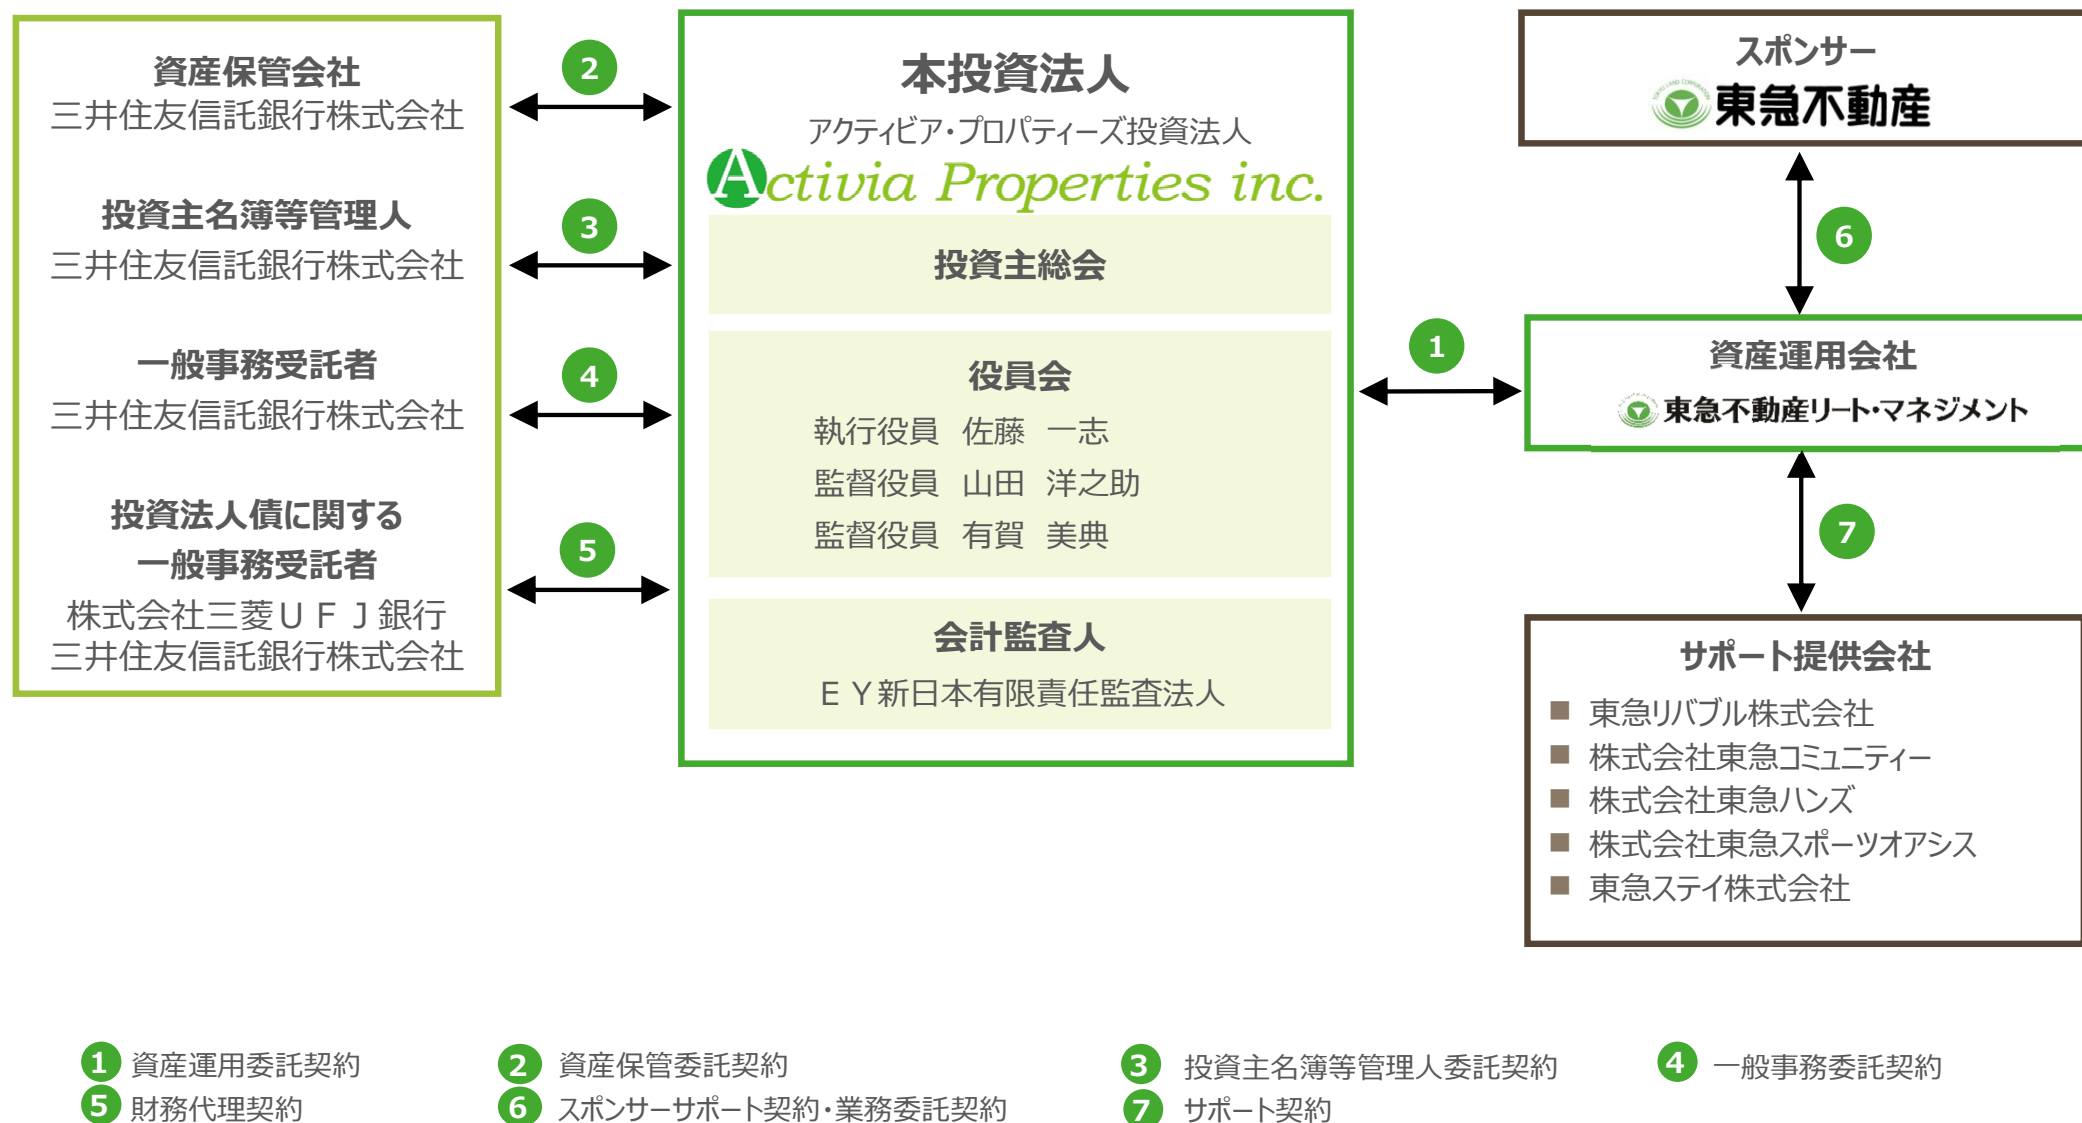 資産保管会社
三井住友信託銀行株式会社
投資主名簿等管理人
三井住友信託銀行株式会社
一般事務受託者
三井住友信託銀行株式会社
投資法人債に関する
一般事務受託者
株式会社三菱UFJ銀行
三井住友信託銀行株式会社
2
3
4
5
本投資法人
アクティビア・プロパティーズ投資法人
Activia Properties inc.
投資主総会
役員会
執行役員 佐藤 一志
監督役員 山田 洋之助
監督役員 有賀 美典
会計監査人
EY新日本有限責任監査法人
1
スポンサー
東急不動産
6
資産運用会社
東急不動産リート・マネジメント
7
サポート提供会社
■ 東急リバブル株式会社
■ 株式会社東急コミュニティー
■ 株式会社東急ハンズ
■ 株式会社東急スポーツオアシス
■ 東急ステイ株式会社
1 資産運用委託契約
2 資産保管委託契約
3 投資主名簿等管理人委託契約
4 一般事務委託契約
5 財務代理契約
6 スポンサーサポート契約・業務委託契約
7 サポート契約